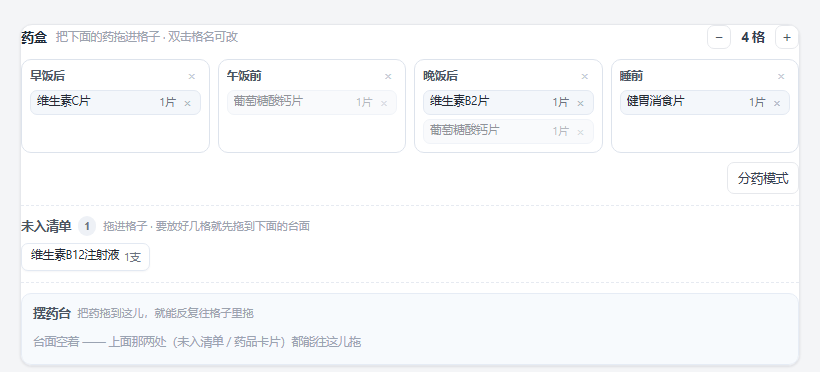 药盒 把下面的药拖进格子 · 双击格名可改 − 4 格 +
早饭后 × 午饭前 × 晚饭后 × 睡前 ×
维生素C片 1片 × 葡萄糖酸钙片 1片 × 维生素B2片 1片 × 健胃消食片 1片 ×
葡萄糖酸钙片 1片 ×
分药模式
未入清单 1 拖进格子 · 要放好几格就先拖到下面的台面
维生素B12注射液 1支
摆药台 把药拖到这儿，就能反复往格子里拖
台面空着 —— 上面那两处（未入清单 / 药品卡片）都能往这儿拖